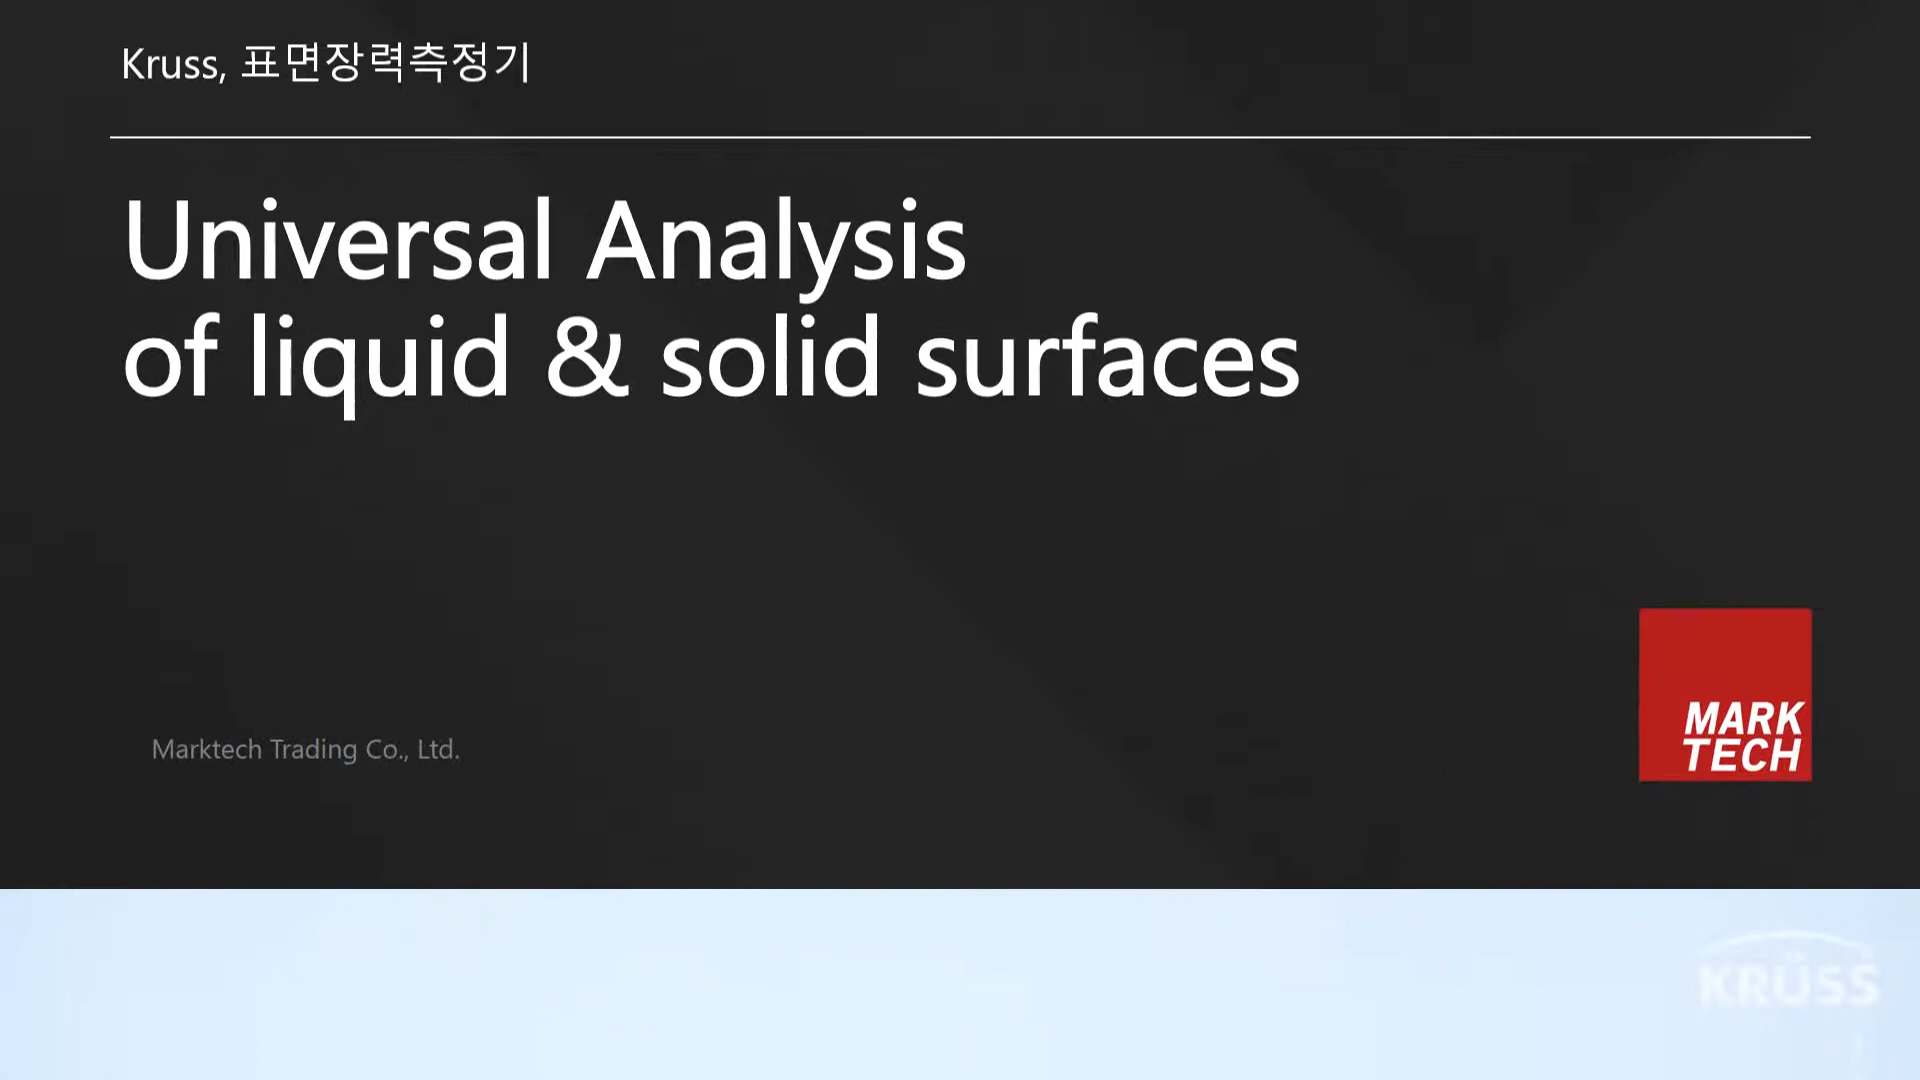 Kruss, 표면장력측정기
Universal Analysis
of liquid & solid surfaces
MARK
TECH
Marktech Trading Co., Ltd.
KRÜSS